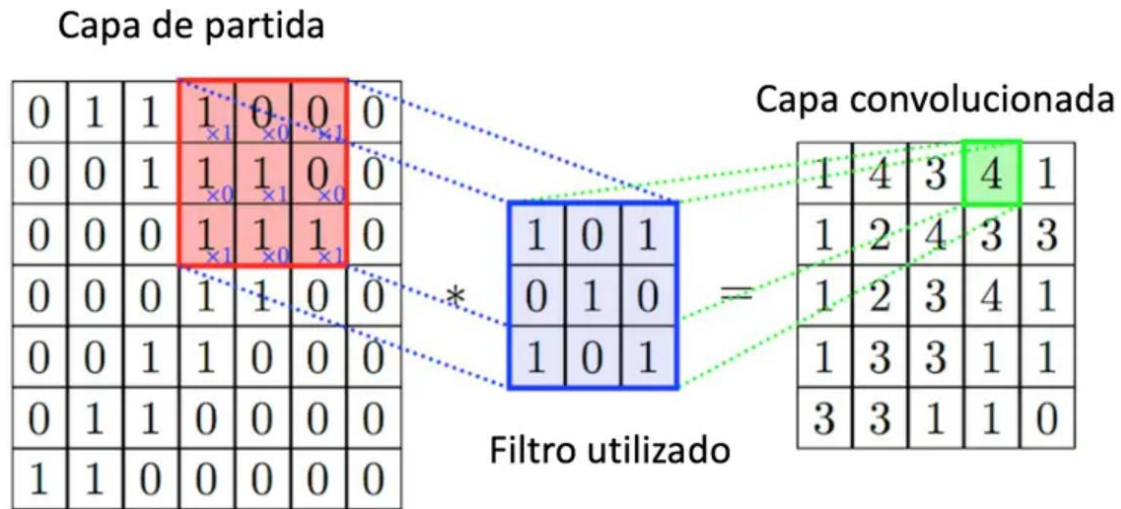 Capa de partida
0 1 1 1×1 0×0 0×1 0
0 0 1 1×0 1×1 0×0 0
0 0 0 1×1 1×0 1×1 0
0 0 0 1 1 0 0
0 0 1 1 0 0 0
0 1 1 0 0 0 0
1 1 0 0 0 0 0
*
1 0 1
0 1 0
1 0 1
Filtro utilizado
=
Capa convolucionada
1 4 3 4 1
1 2 4 3 3
1 2 3 4 1
1 3 3 1 1
3 3 1 1 0